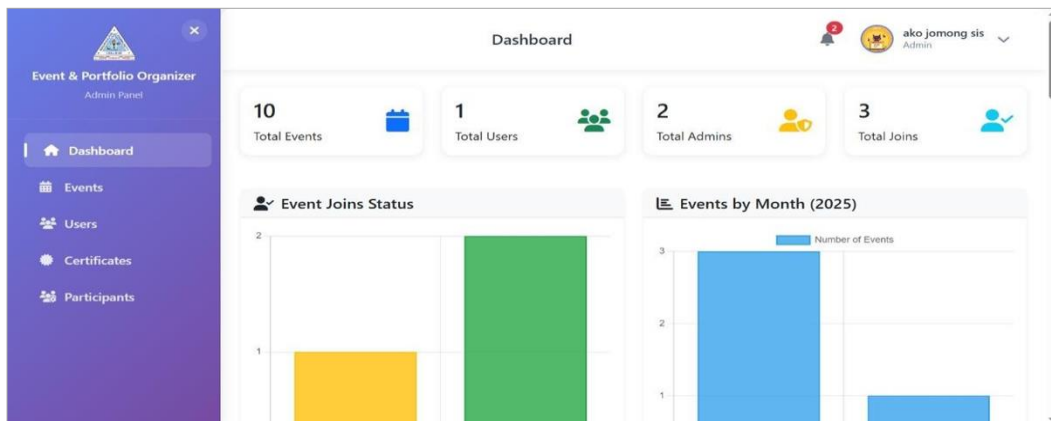 Event & Portfolio Organizer
Admin Panel
Dashboard
Events
Users
Certificates
Participants
Dashboard
2
ako jomong sis
Admin
10
Total Events
1
Total Users
2
Total Admins
3
Total Joins
Event Joins Status
2
1
Events by Month (2025)
Number of Events
3
2
1